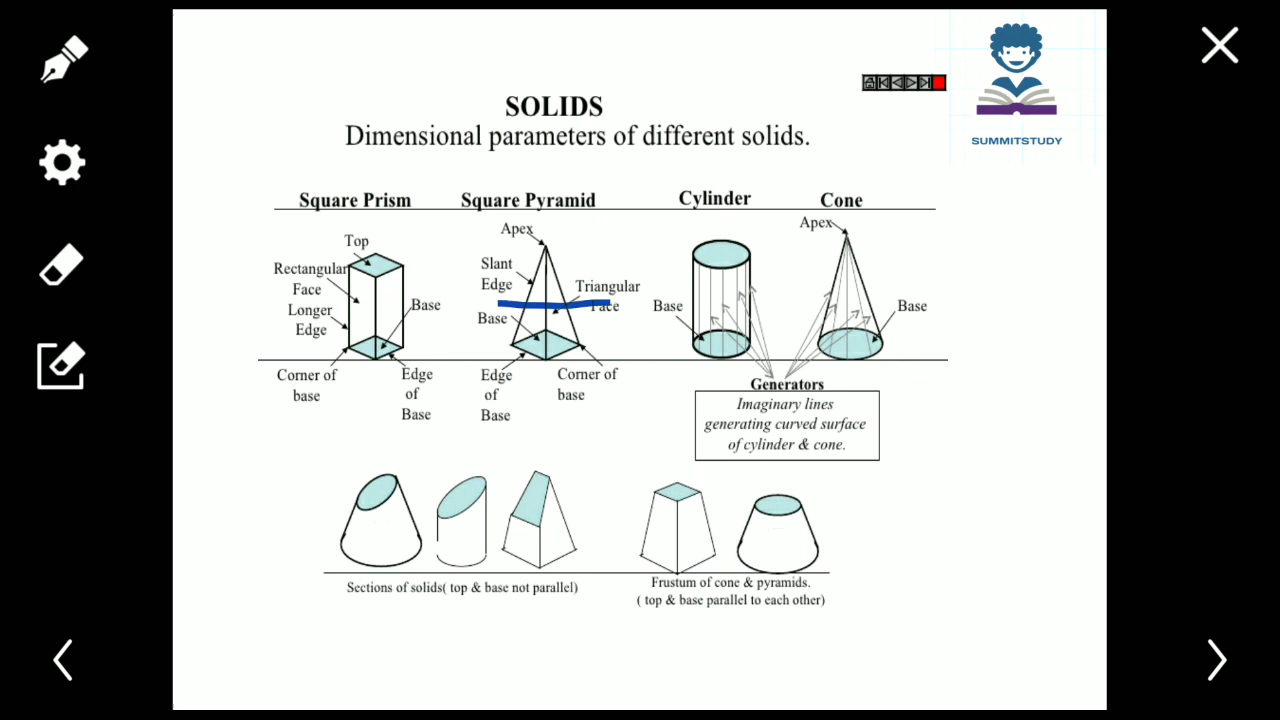 SUMMITSTUDY
SOLIDS
Dimensional parameters of different solids.
Square Prism
Top
Rectangular
Face
Longer
Edge
Base
Corner of
base
Edge
of
Base
Square Pyramid
Apex
Slant
Edge
Triangular
Face
Base
Edge
of
Base
Corner of
base
Cylinder
Base
Cone
Apex
Base
Generators
Imaginary lines
generating curved surface
of cylinder & cone.
Sections of solids( top & base not parallel)
Frustum of cone & pyramids.
( top & base parallel to each other)